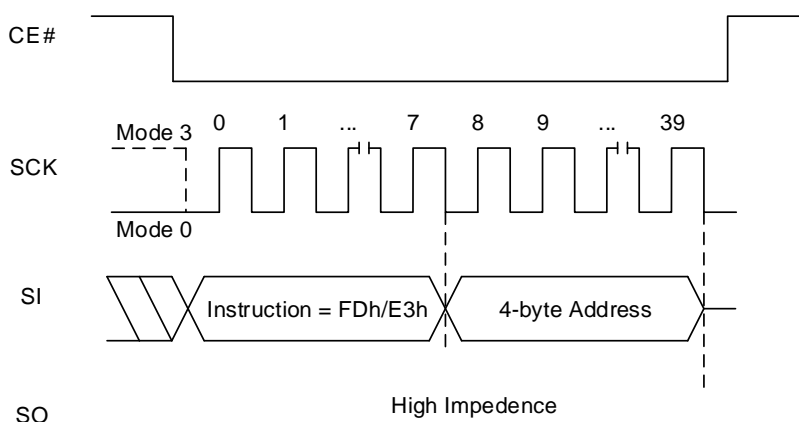 CE#
0 1 ... 7 8 9 ... 39
Mode 3
SCK
Mode 0
SI
Instruction = FDh/E3h
4-byte Address
High Impedence
SO